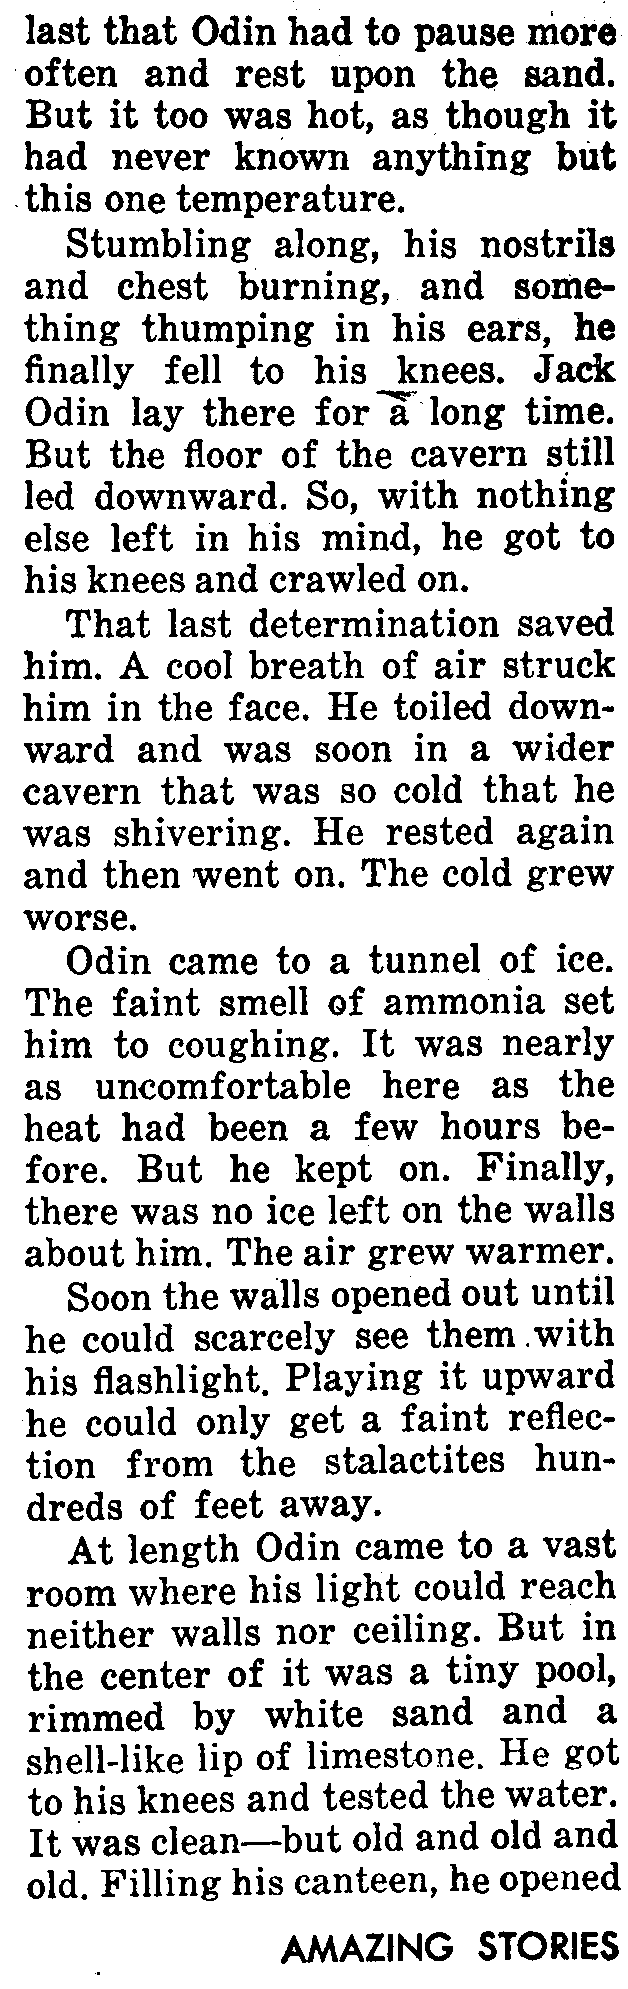 last that Odin had to pause more
often and rest upon the sand.
But it too was hot, as though it
had never known anything but
this one temperature.
Stumbling along, his nostrils
and chest burning, and some-
thing thumping in his ears, he
finally fell to his knees. Jack
Odin lay there for a long time.
But the floor of the cavern still
led downward. So, with nothing
else left in his mind, he got to
his knees and crawled on.
That last determination saved
him. A cool breath of air struck
him in the face. He toiled down-
ward and was soon in a wider
cavern that was so cold that he
was shivering. He rested again
and then went on. The cold grew
worse.
Odin came to a tunnel of ice.
The faint smell of ammonia set
him to coughing. It was nearly
as uncomfortable here as the
heat had been a few hours be-
fore. But he kept on. Finally,
there was no ice left on the walls
about him. The air grew warmer.
Soon the walls opened out until
he could scarcely see them with
his flashlight. Playing it upward
he could only get a faint reflec-
tion from the stalactites hun-
dreds of feet away.
At length Odin came to a vast
room where his light could reach
neither walls nor ceiling. But in
the center of it was a tiny pool,
rimmed by white sand and a
shell-like lip of limestone. He got
to his knees and tested the water.
It was clean—but old and old and
old. Filling his canteen, he opened
AMAZING STORIES